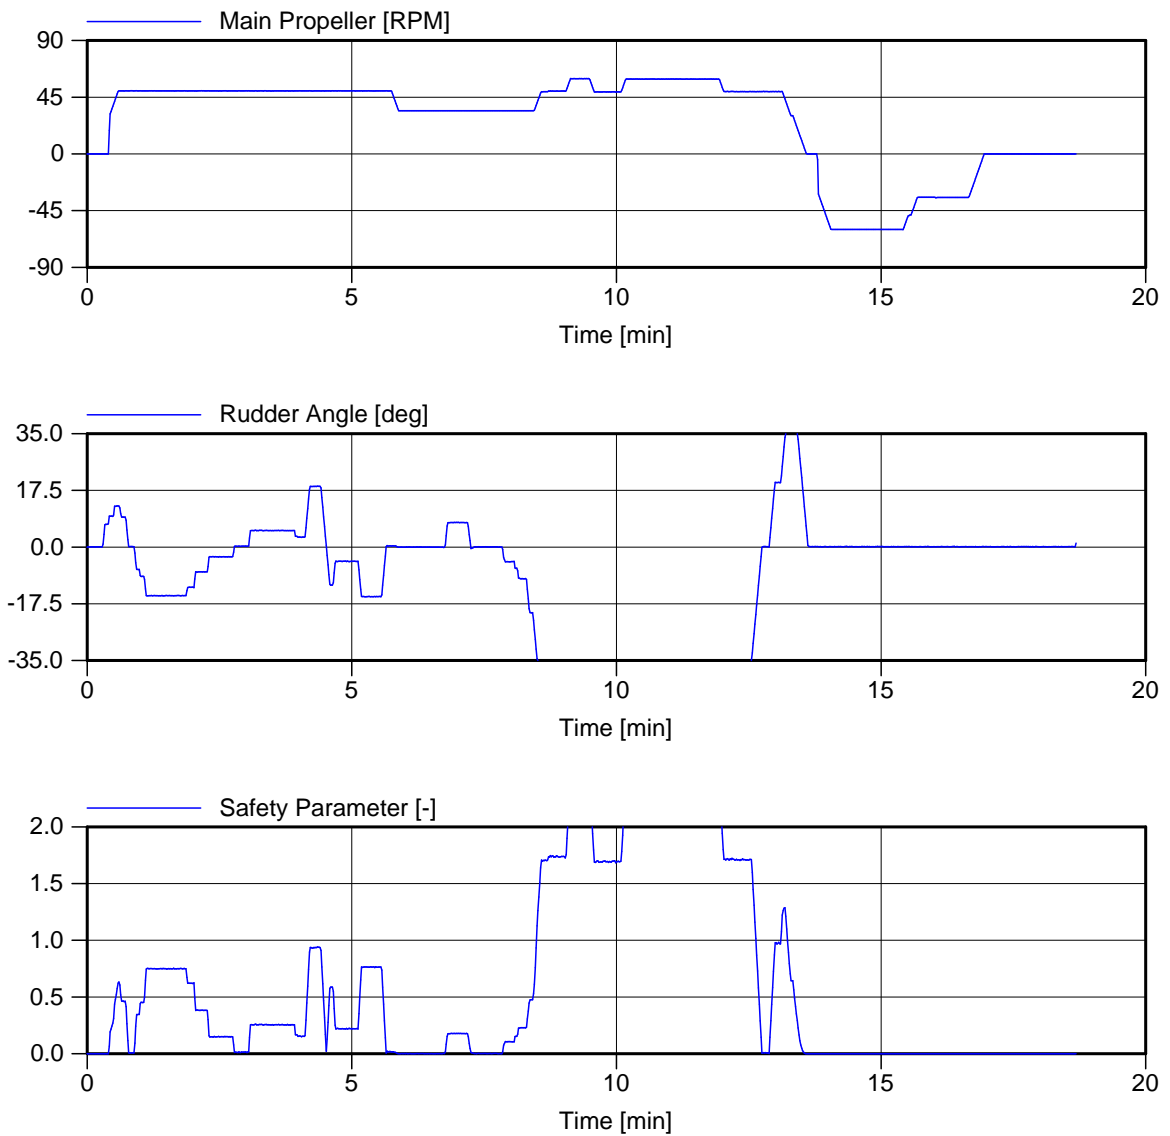 Main Propeller [RPM]
90
45
0
-45
-90
0 5 10 15 20
Time [min]
Rudder Angle [deg]
35.0
17.5
0.0
-17.5
-35.0
0 5 10 15 20
Time [min]
Safety Parameter [-]
2.0
1.5
1.0
0.5
0.0
0 5 10 15 20
Time [min]